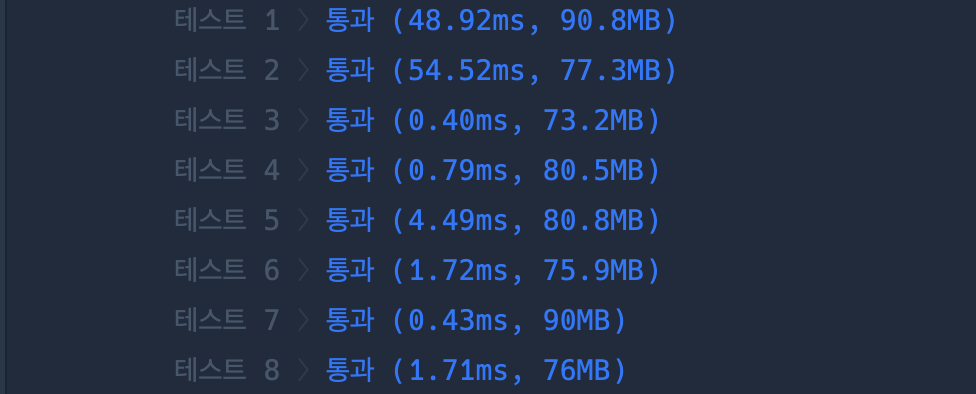 테스트 1 > 통과 (48.92ms, 90.8MB)
테스트 2 > 통과 (54.52ms, 77.3MB)
테스트 3 > 통과 (0.40ms, 73.2MB)
테스트 4 > 통과 (0.79ms, 80.5MB)
테스트 5 > 통과 (4.49ms, 80.8MB)
테스트 6 > 통과 (1.72ms, 75.9MB)
테스트 7 > 통과 (0.43ms, 90MB)
테스트 8 > 통과 (1.71ms, 76MB)